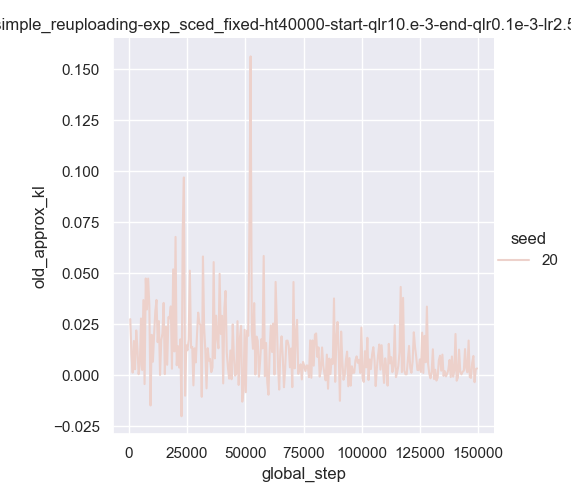 simple_reuploading-exp_sced_fixed-ht40000-start-qlr10.e-3-end-qlr0.1e-3-lr2.5
0.150
0.125
0.100
0.075
0.050
0.025
0.000
−0.025
old_approx_kl
0 25000 50000 75000 100000 125000 150000
global_step
seed
20